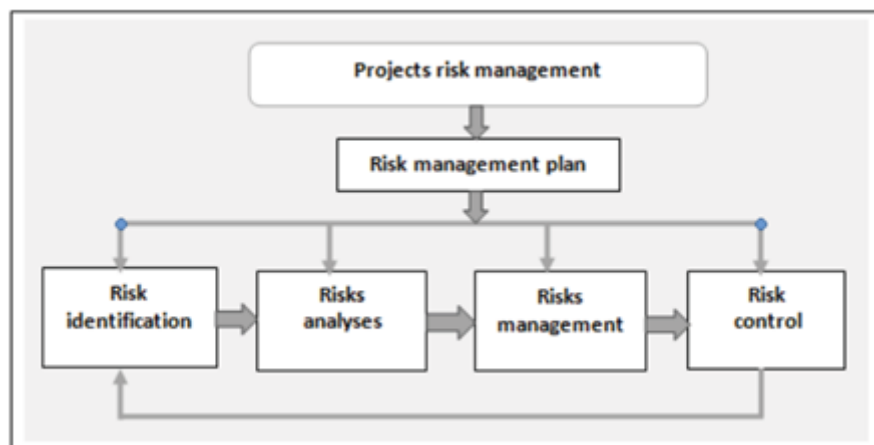 Projects risk management
Risk management plan
Risk
identification
Risks
analyses
Risks
management
Risk
control